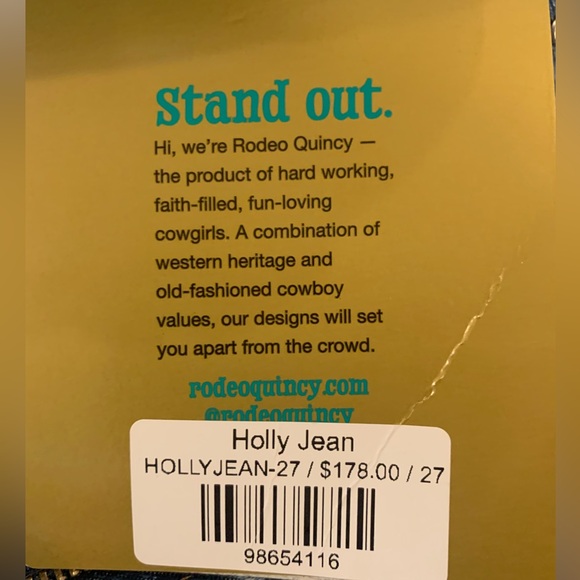 Stand out.
Hi, we're Rodeo Quincy —
the product of hard working,
faith-filled, fun-loving
cowgirls. A combination of
western heritage and
old-fashioned cowboy
values, our designs will set
you apart from the crowd.
rodeoquincy.com
@rodeoquincy
Holly Jean
HOLLYJEAN-27 / $178.00 / 27
98654116